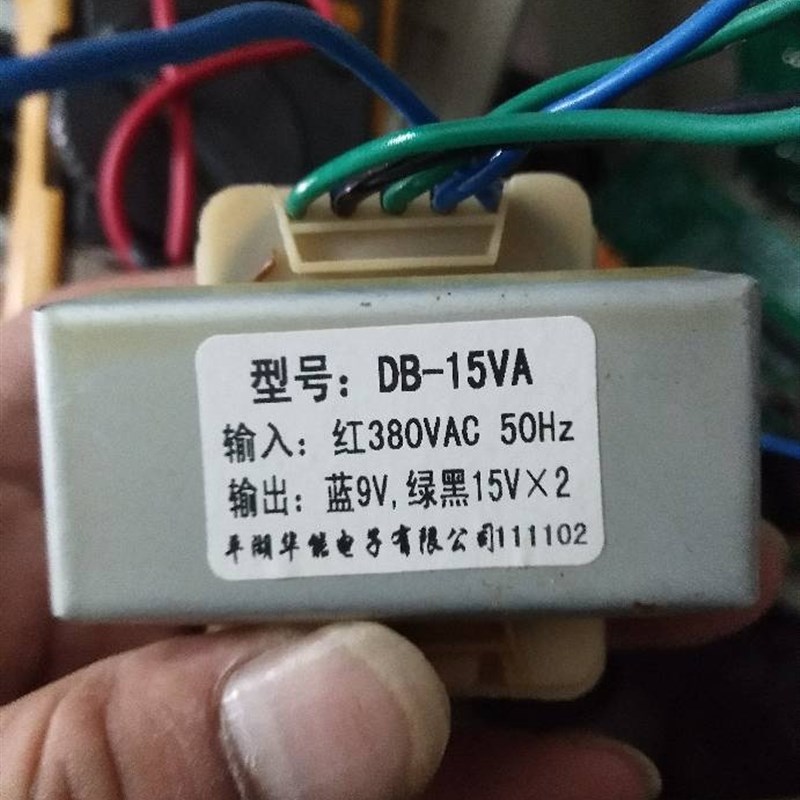 型号：DB-15VA
输入：红380VAC 50Hz
输出：蓝9V,绿黑15V×2
平湖华能电子有限公司111102